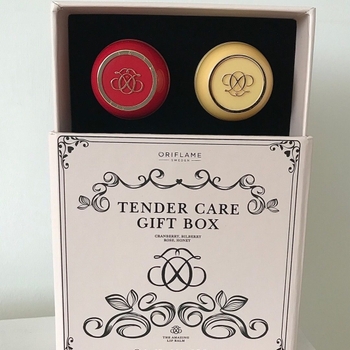 ORIFLAME
SWEDEN
TENDER CARE
GIFT BOX
CRANBERRY, BILBERRY
ROSE, HONEY
THE AMAZING
LIP BALM